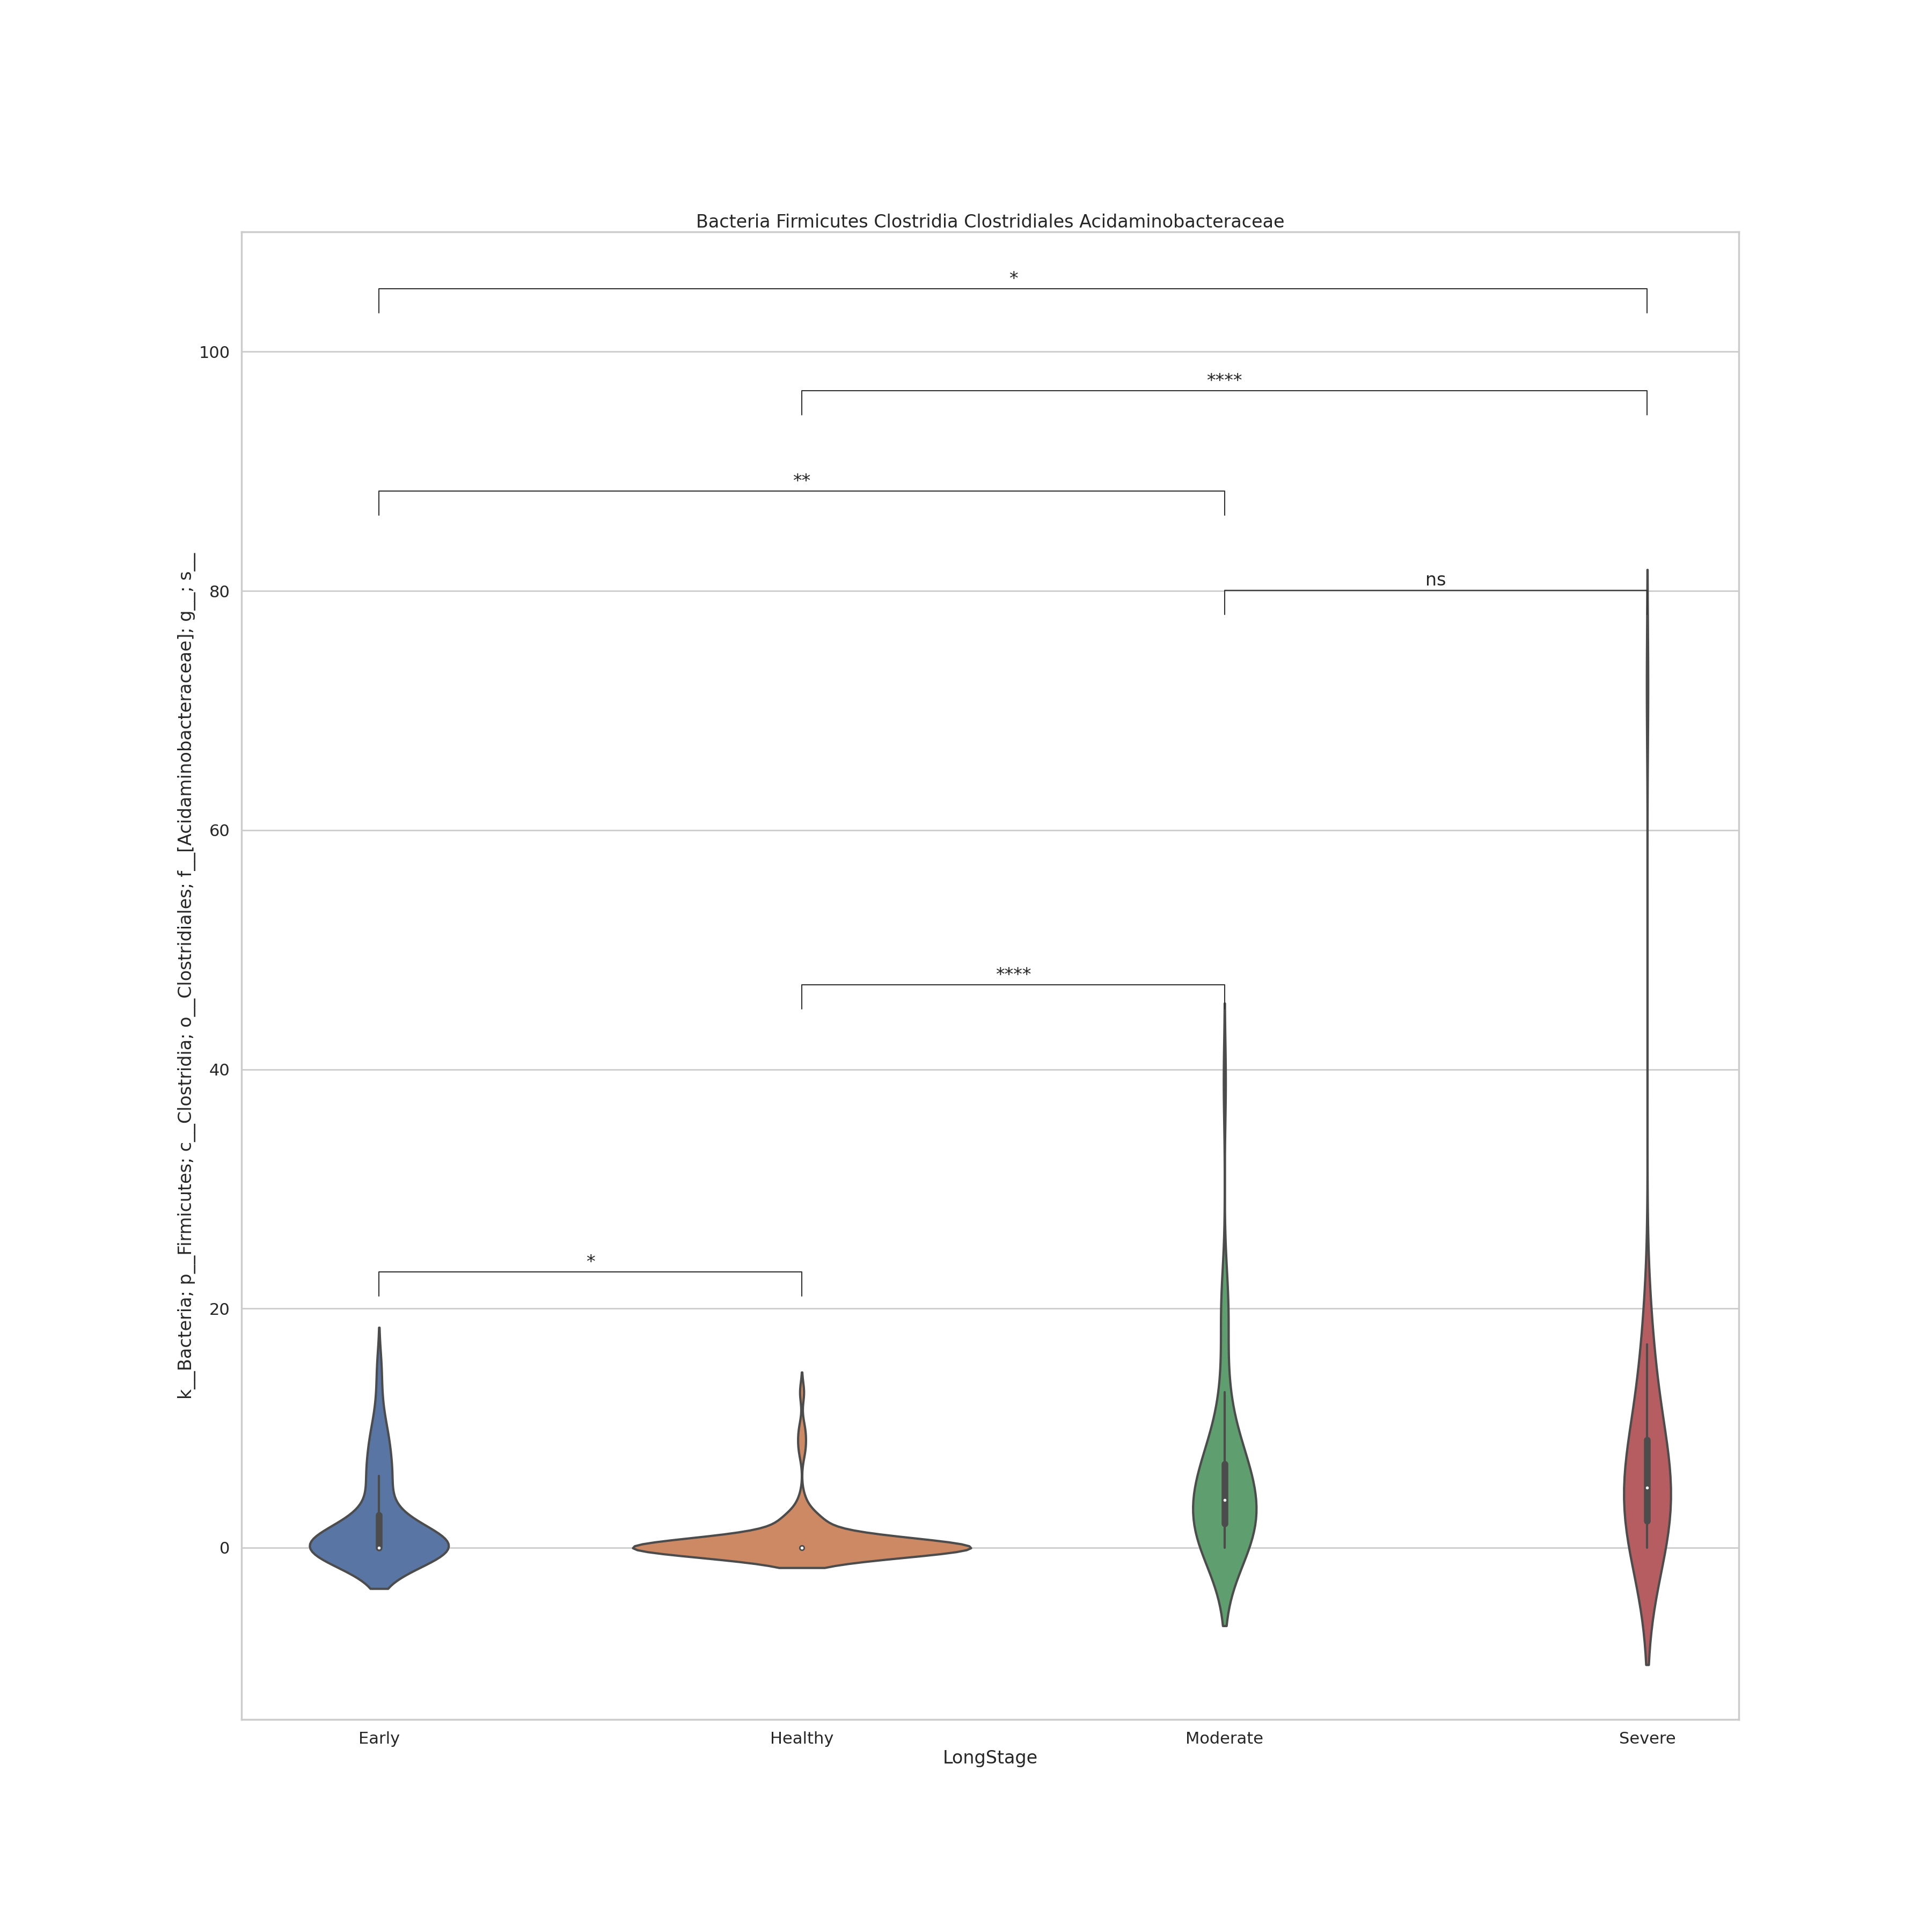 Bacteria Firmicutes Clostridia Clostridiales Acidaminobacteraceae
*
100
****
**
ns
80
k__Bacteria; p__Firmicutes; c__Clostridia; o__Clostridiales; f__[Acidaminobacteraceae]; g__; s__
60
****
40
*
20
0
Early Healthy Moderate Severe
LongStage